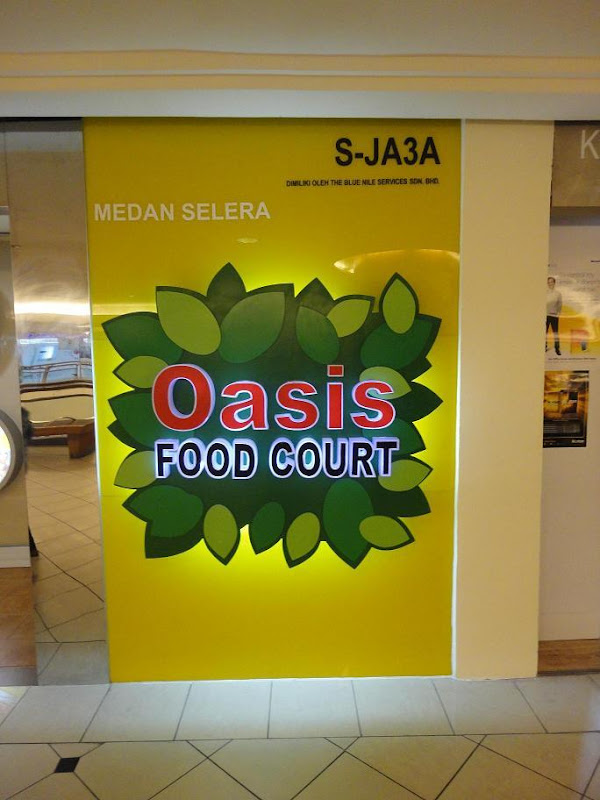 S-JA3A
DIMILIKI OLEH THE BLUE NILE SERVICES SDN. BHD.
MEDAN SELERA
Oasis
FOOD COURT
K